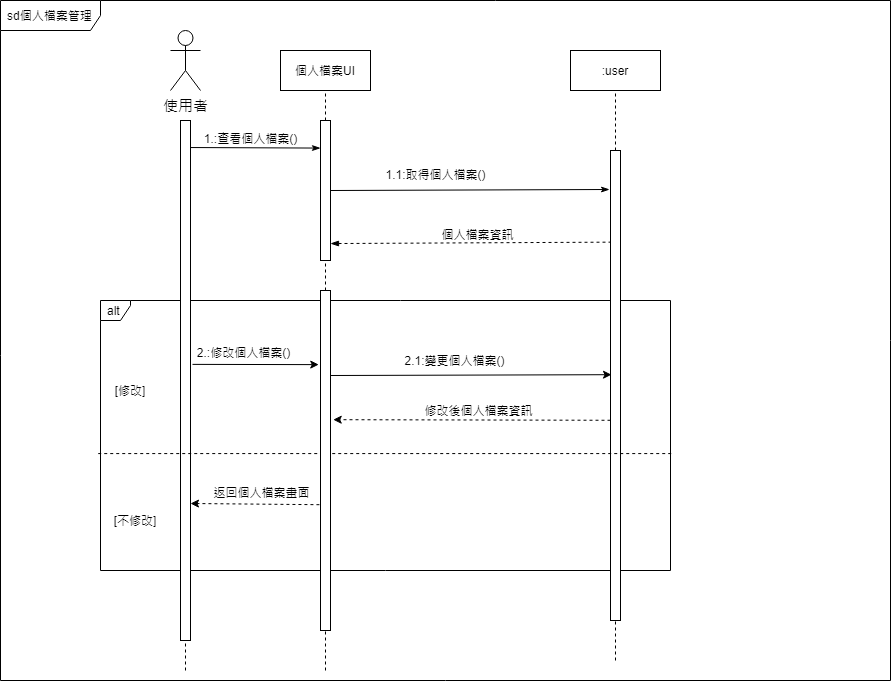 sd個人檔案管理
個人檔案UI
:user
使用者
1.:查看個人檔案()
1.1:取得個人檔案()
個人檔案資訊
alt
2.:修改個人檔案()
2.1:變更個人檔案()
[修改]
修改後個人檔案資訊
返回個人檔案畫面
[不修改]